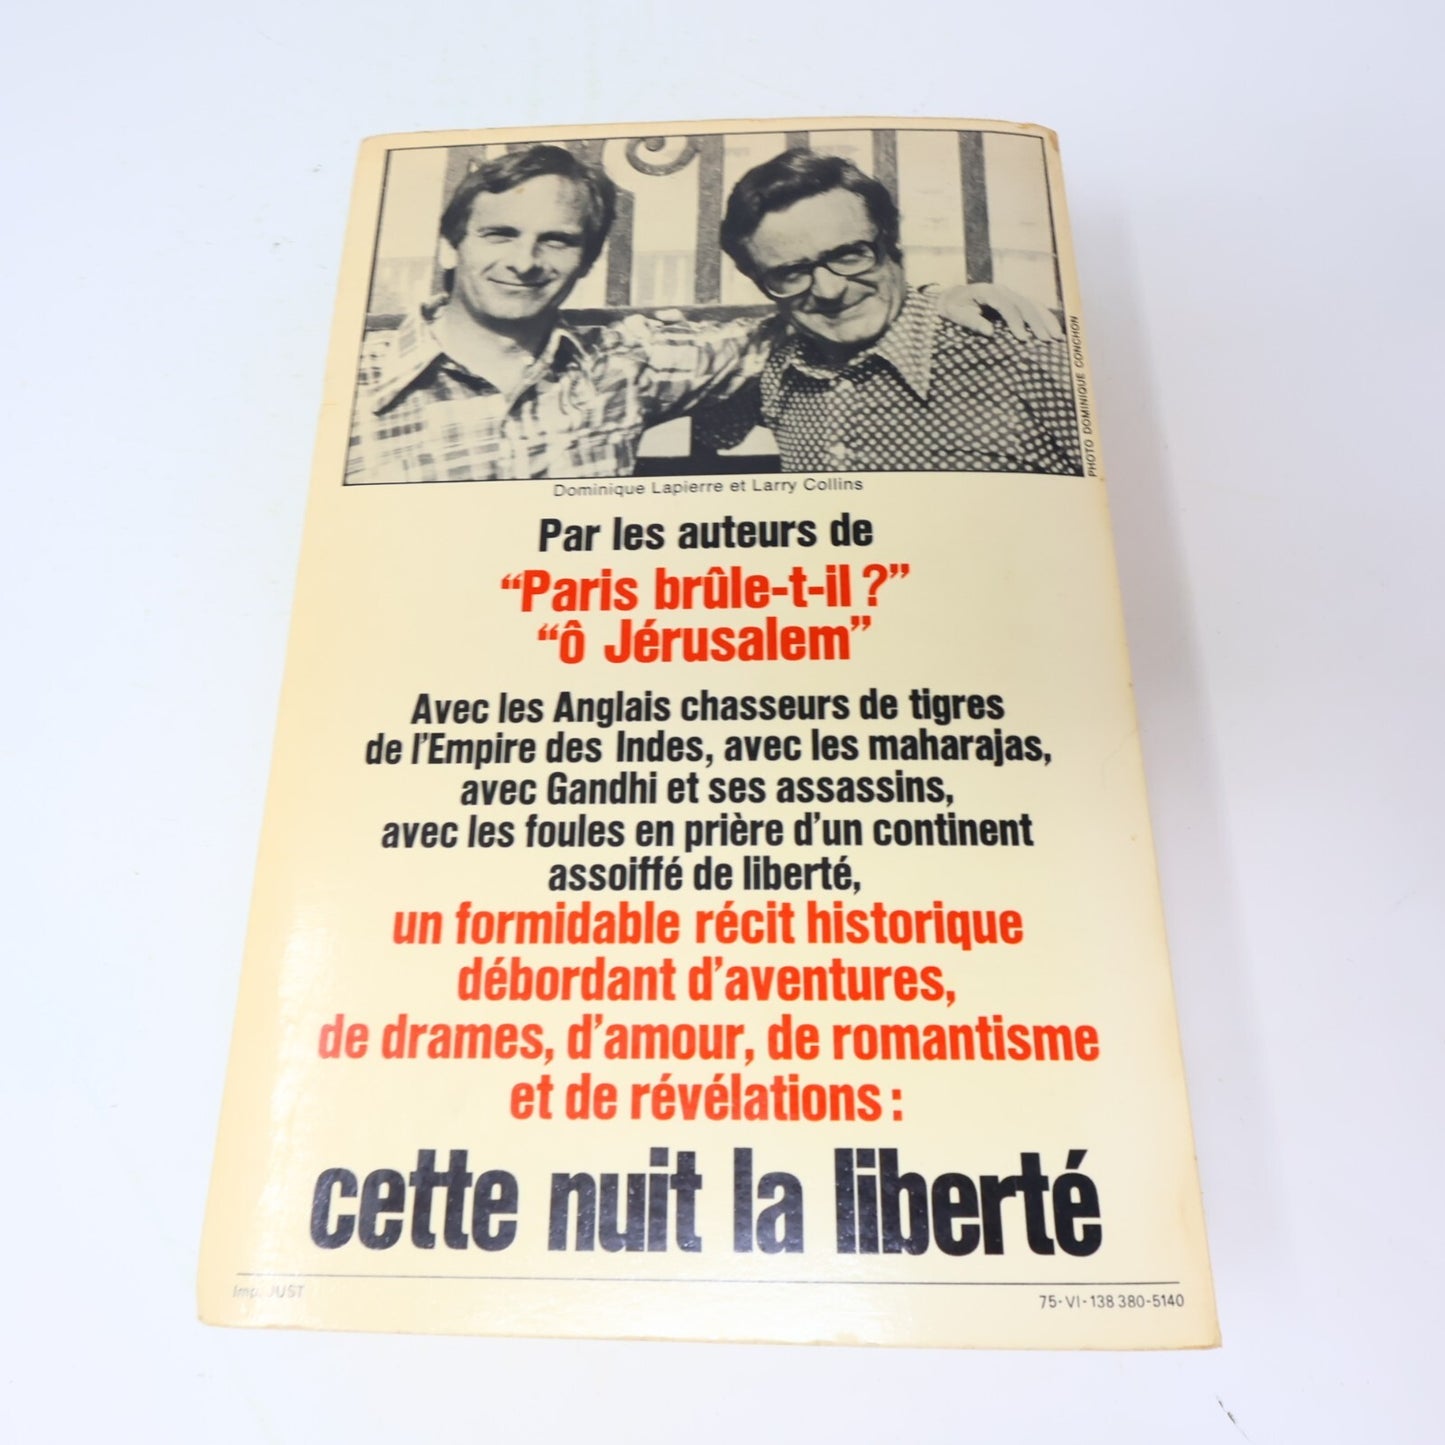 PHOTO DOMINIQUE CONCHON
Dominique Lapierre et Larry Collins
Par les auteurs de
“Paris brûle-t-il ?”
“ô Jérusalem”
Avec les Anglais chasseurs de tigres
de l’Empire des Indes, avec les maharajas,
avec Gandhi et ses assassins,
avec les foules en prière d’un continent
assoiffé de liberté,
un formidable récit historique
débordant d’aventures,
de drames, d’amour, de romantisme
et de révélations :
cette nuit la liberté
Imp. JUST
75-VI-138 380-5140